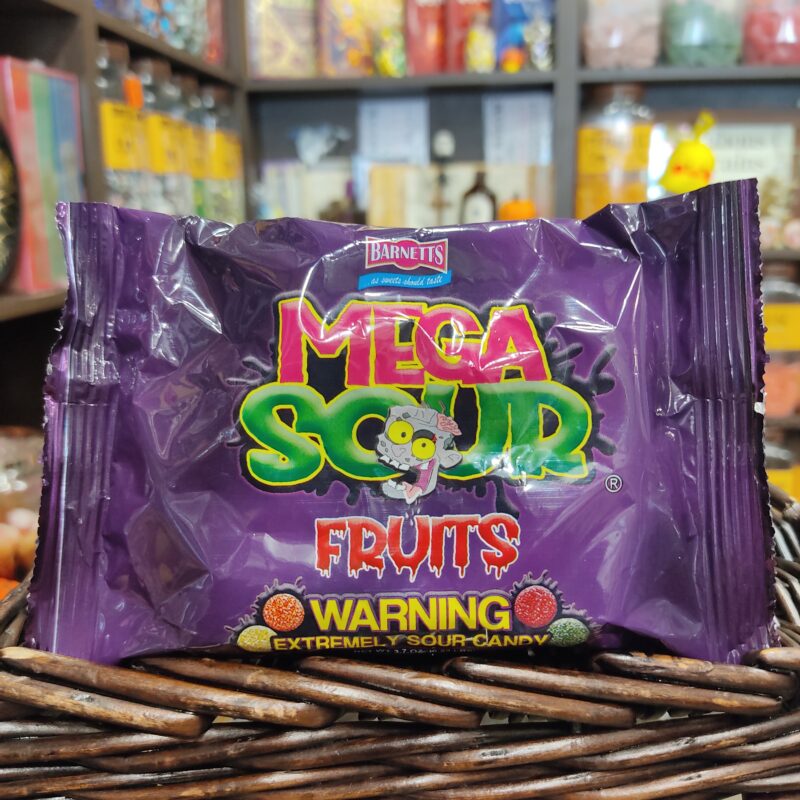 BARNETTS
...as sweets should taste
MEGA
SOUR
®
FRUITS
WARNING
EXTREMELY SOUR CANDY